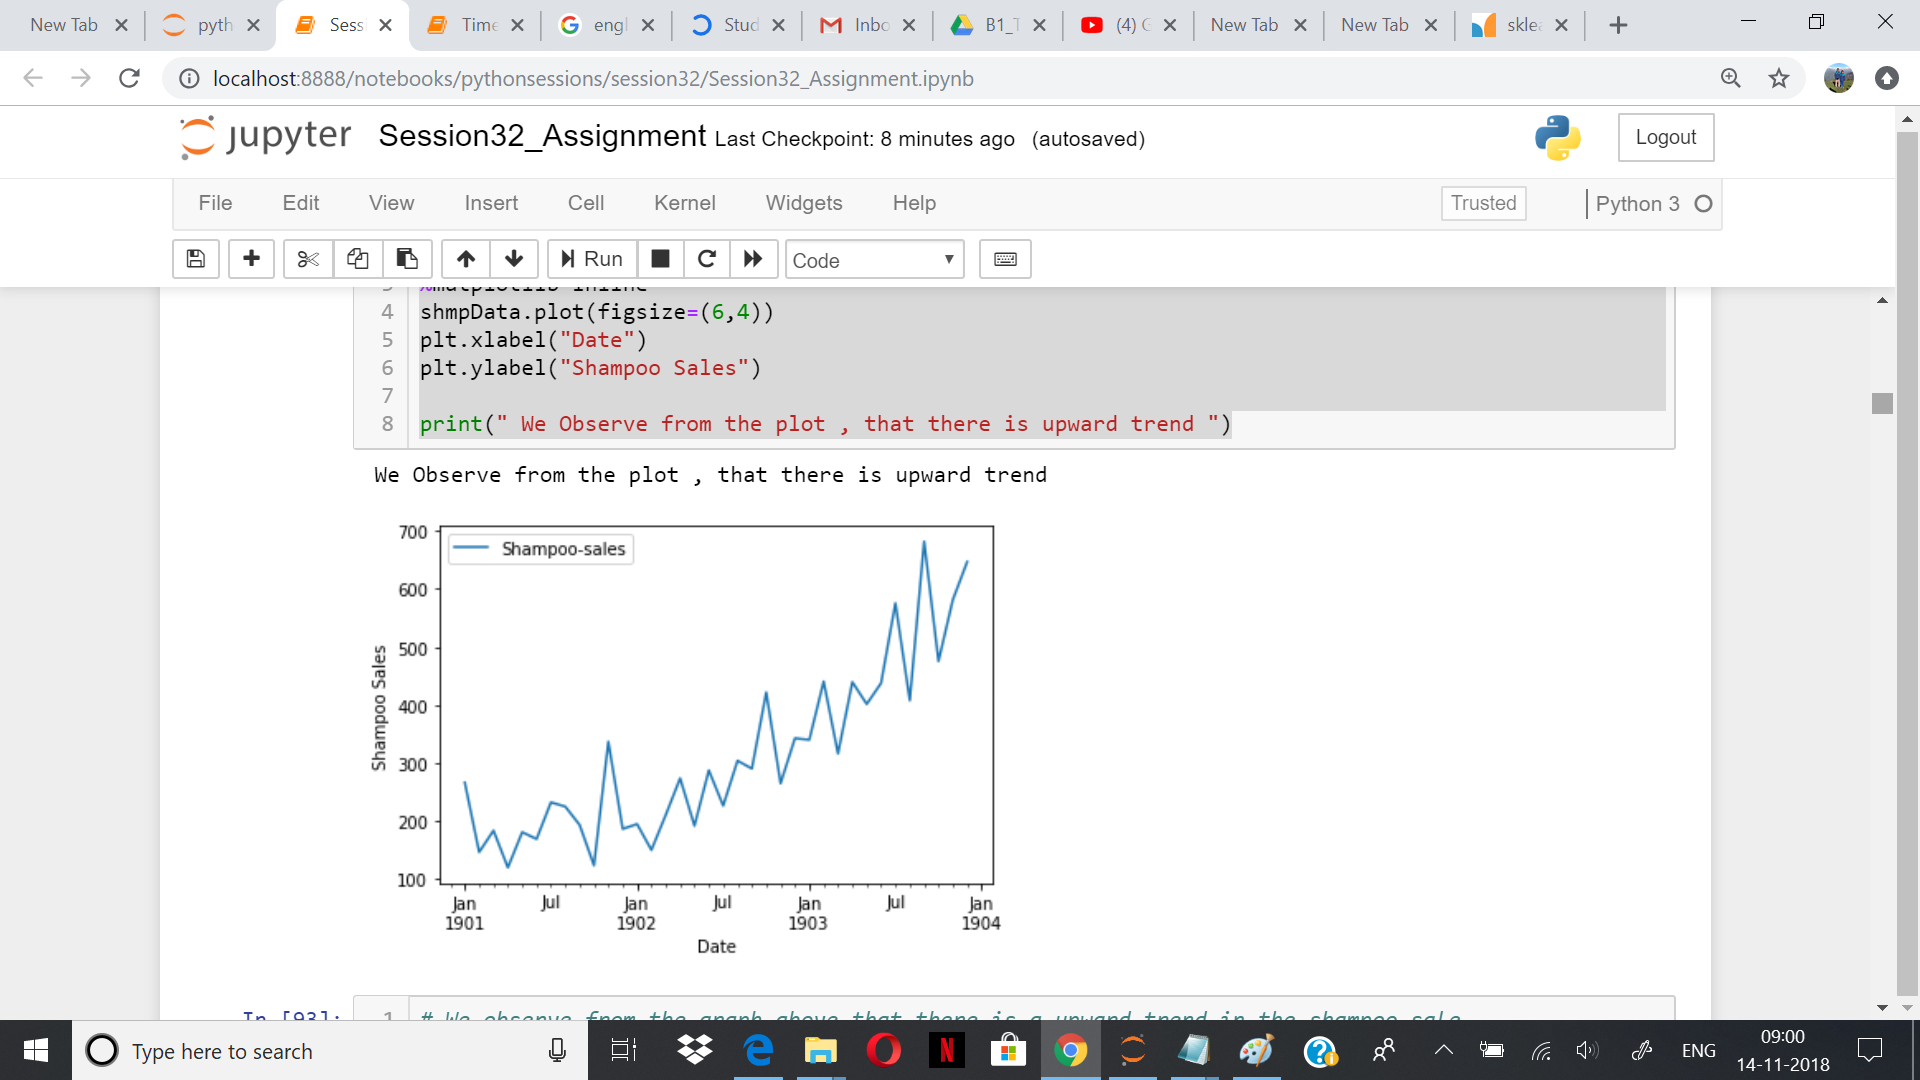 New Tab
pyth
Sess
Time
engl
Stud
Inbo
B1_T
(4) G
New Tab
New Tab
skle
localhost:8888/notebooks/pythonsessions/session32/Session32_Assignment.ipynb
jupyter Session32_Assignment Last Checkpoint: 8 minutes ago (autosaved)
Logout
File Edit View Insert Cell Kernel Widgets Help
Trusted
Python 3
Run
Code
3 %matplotlib inline
4 shmpData.plot(figsize=(6,4))
5 plt.xlabel("Date")
6 plt.ylabel("Shampoo Sales")
7
8 print(" We Observe from the plot , that there is upward trend ")
We Observe from the plot , that there is upward trend
Shampoo-sales
700
600
500
400
300
200
100
Shampoo Sales
Jan Jul Jan Jul Jan Jul Jan
1901 1902 1903 1904
Date
In [93]: 1 # We observe from the graph above that there is a upward trend in the shampoo sale
Type here to search
N
ENG
09:00
14-11-2018